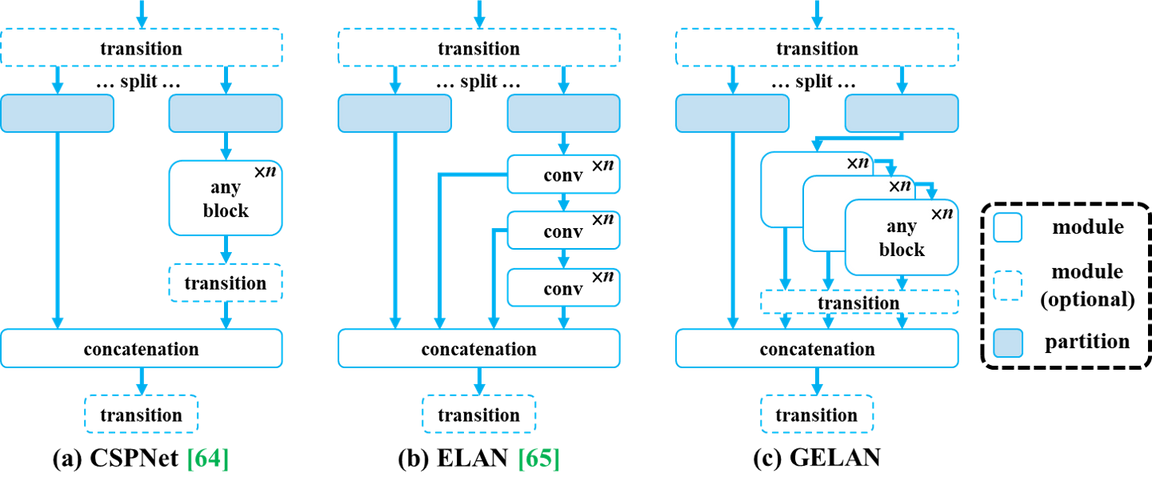 transition
… split …
×n
any
block
transition
concatenation
transition
(a) CSPNet [64]
transition
… split …
conv ×n
conv ×n
conv ×n
concatenation
transition
(b) ELAN [65]
transition
… split …
×n
×n
×n
any
block
transition
concatenation
transition
(c) GELAN
module
module
(optional)
partition